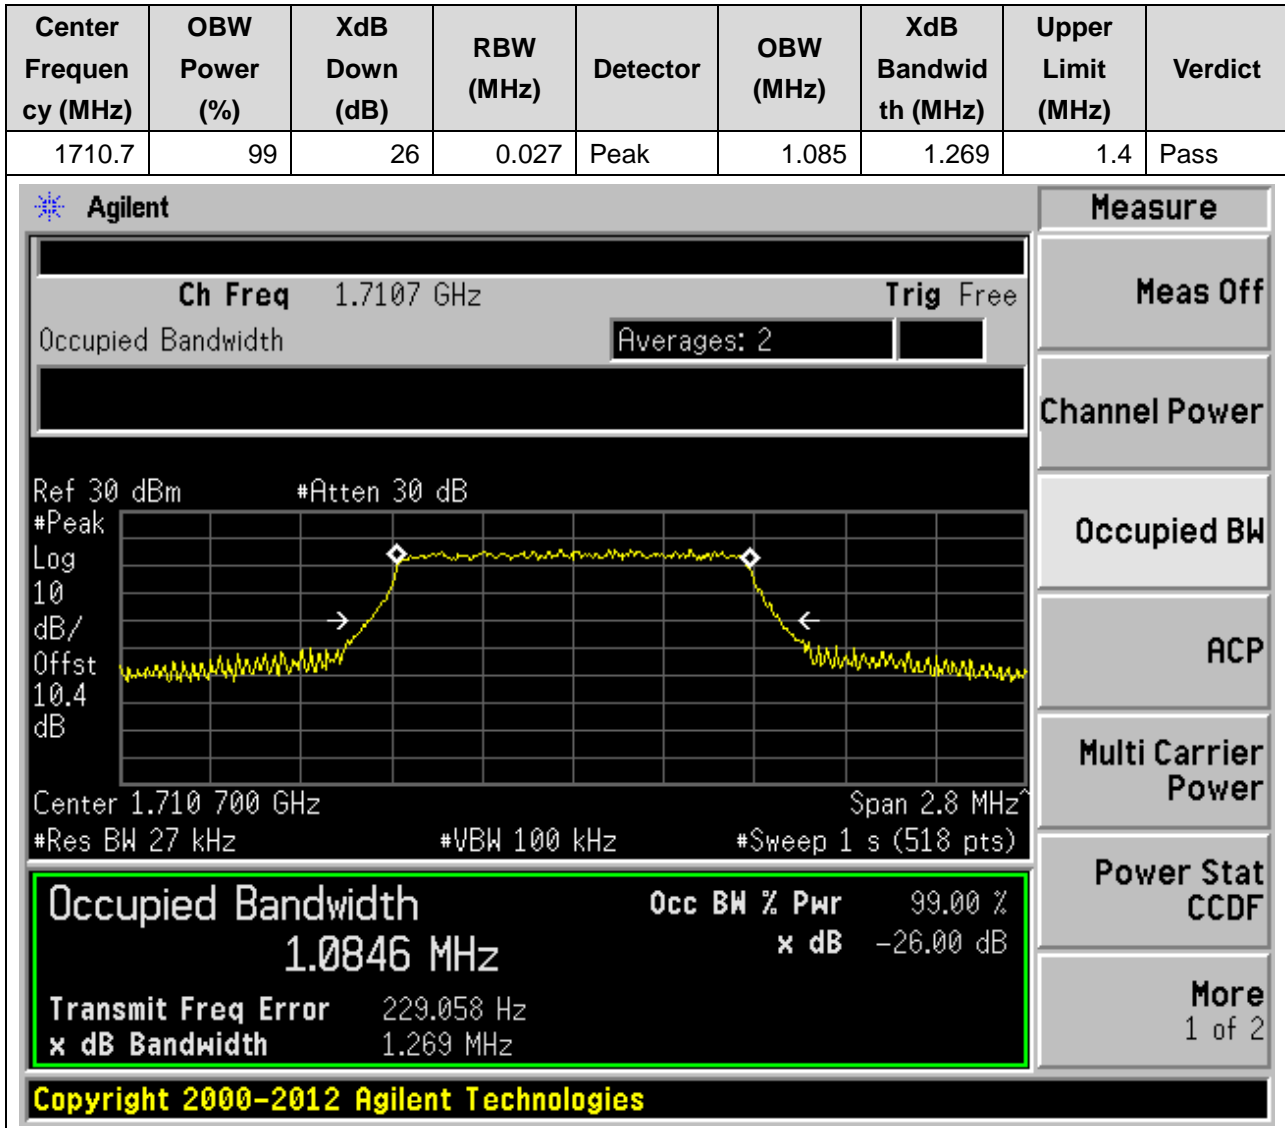 Center Frequen cy (MHz) | OBW Power (%) | XdB Down (dB) | RBW (MHz) | Detector | OBW (MHz) | XdB Bandwid th (MHz) | Upper Limit (MHz) | Verdict
1710.7 | 99 | 26 | 0.027 | Peak | 1.085 | 1.269 | 1.4 | Pass
Agilent
Measure
Ch Freq 1.7107 GHz Trig Free
Occupied Bandwidth Averages: 2
Ref 30 dBm #Atten 30 dB
#Peak
Log
10
dB/
Offst
10.4
dB
Center 1.710 700 GHz Span 2.8 MHz^
#Res BW 27 kHz #VBW 100 kHz #Sweep 1 s (518 pts)
Occupied Bandwidth Occ BW % Pwr 99.00 %
1.0846 MHz x dB -26.00 dB
Transmit Freq Error 229.058 Hz
x dB Bandwidth 1.269 MHz
Meas Off
Channel Power
Occupied BW
ACP
Multi Carrier
Power
Power Stat
CCDF
More
1 of 2
Copyright 2000-2012 Agilent Technologies